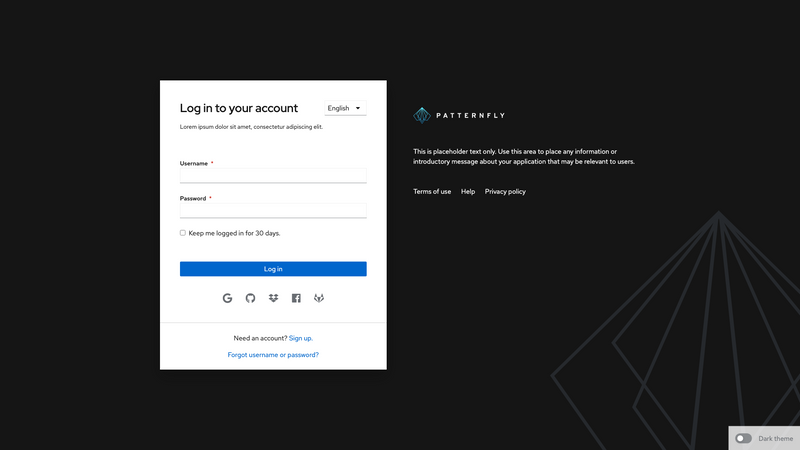 Log in to your account
English
Lorem ipsum dolor sit amet, consectetur adipiscing elit.
Username *
Password *
Keep me logged in for 30 days.
Log in
Need an account? Sign up.
Forgot username or password?
PATTERNFLY
This is placeholder text only. Use this area to place any information or
introductory message about your application that may be relevant to users.
Terms of use
Help
Privacy policy
Dark theme